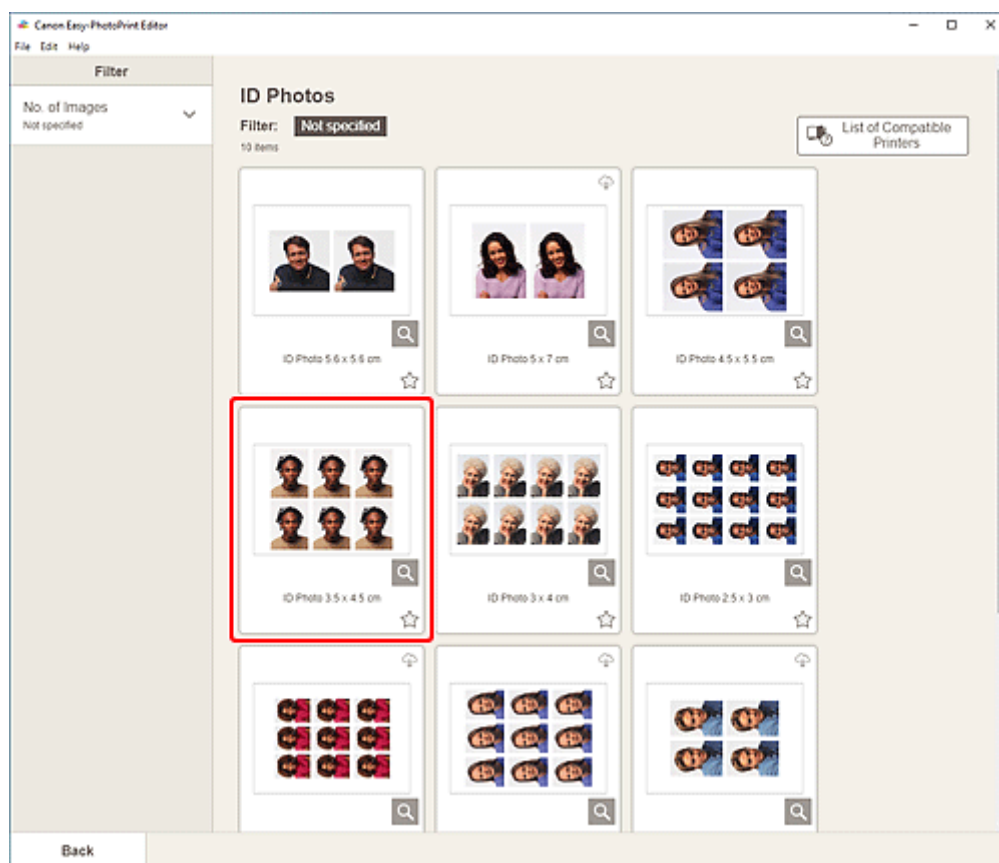 Canon Easy-PhotoPrint Editor
File Edit Help
Filter
No. of Images
Not specified
ID Photos
Filter: Not specified
10 items
List of Compatible
Printers
ID Photo 5.6 x 5.6 cm
ID Photo 5 x 7 cm
ID Photo 4.5 x 5.5 cm
ID Photo 3.5 x 4.5 cm
ID Photo 3 x 4 cm
ID Photo 2.5 x 3 cm
Back